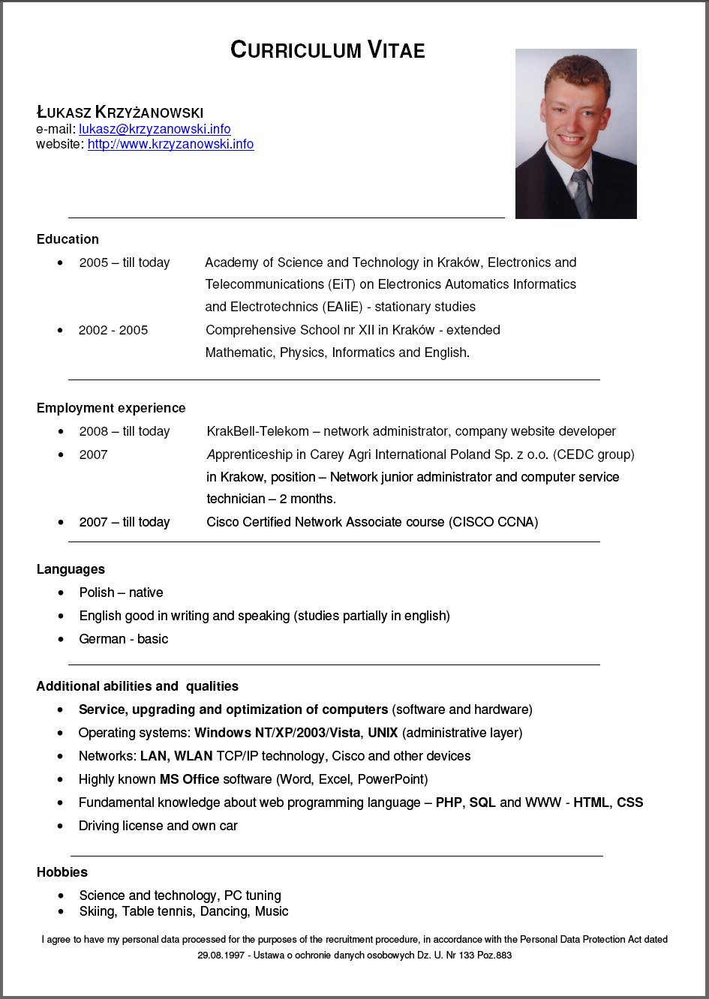 CURRICULUM VITAE
ŁUKASZ KRZYŻANOWSKI
e-mail: lukasz@krzyzanowski.info
website: http://www.krzyzanowski.info
Education
• 2005 – till today Academy of Science and Technology in Kraków, Electronics and
Telecommunications (EiT) on Electronics Automatics Informatics
and Electrotechnics (EAIiE) - stationary studies
• 2002 - 2005 Comprehensive School nr XII in Kraków - extended
Mathematic, Physics, Informatics and English.
Employment experience
• 2008 – till today KrakBell-Telekom – network administrator, company website developer
• 2007 Apprenticeship in Carey Agri International Poland Sp. z o.o. (CEDC group)
in Krakow, position – Network junior administrator and computer service
technician – 2 months.
• 2007 – till today Cisco Certified Network Associate course (CISCO CCNA)
Languages
• Polish – native
• English good in writing and speaking (studies partially in english)
• German - basic
Additional abilities and qualities
• Service, upgrading and optimization of computers (software and hardware)
• Operating systems: Windows NT/XP/2003/Vista, UNIX (administrative layer)
• Networks: LAN, WLAN TCP/IP technology, Cisco and other devices
• Highly known MS Office software (Word, Excel, PowerPoint)
• Fundamental knowledge about web programming language – PHP, SQL and WWW - HTML, CSS
• Driving license and own car
Hobbies
• Science and technology, PC tuning
• Skiing, Table tennis, Dancing, Music
I agree to have my personal data processed for the purposes of the recruitment procedure, in accordance with the Personal Data Protection Act dated
29.08.1997 - Ustawa o ochronie danych osobowych Dz. U. Nr 133 Poz.883